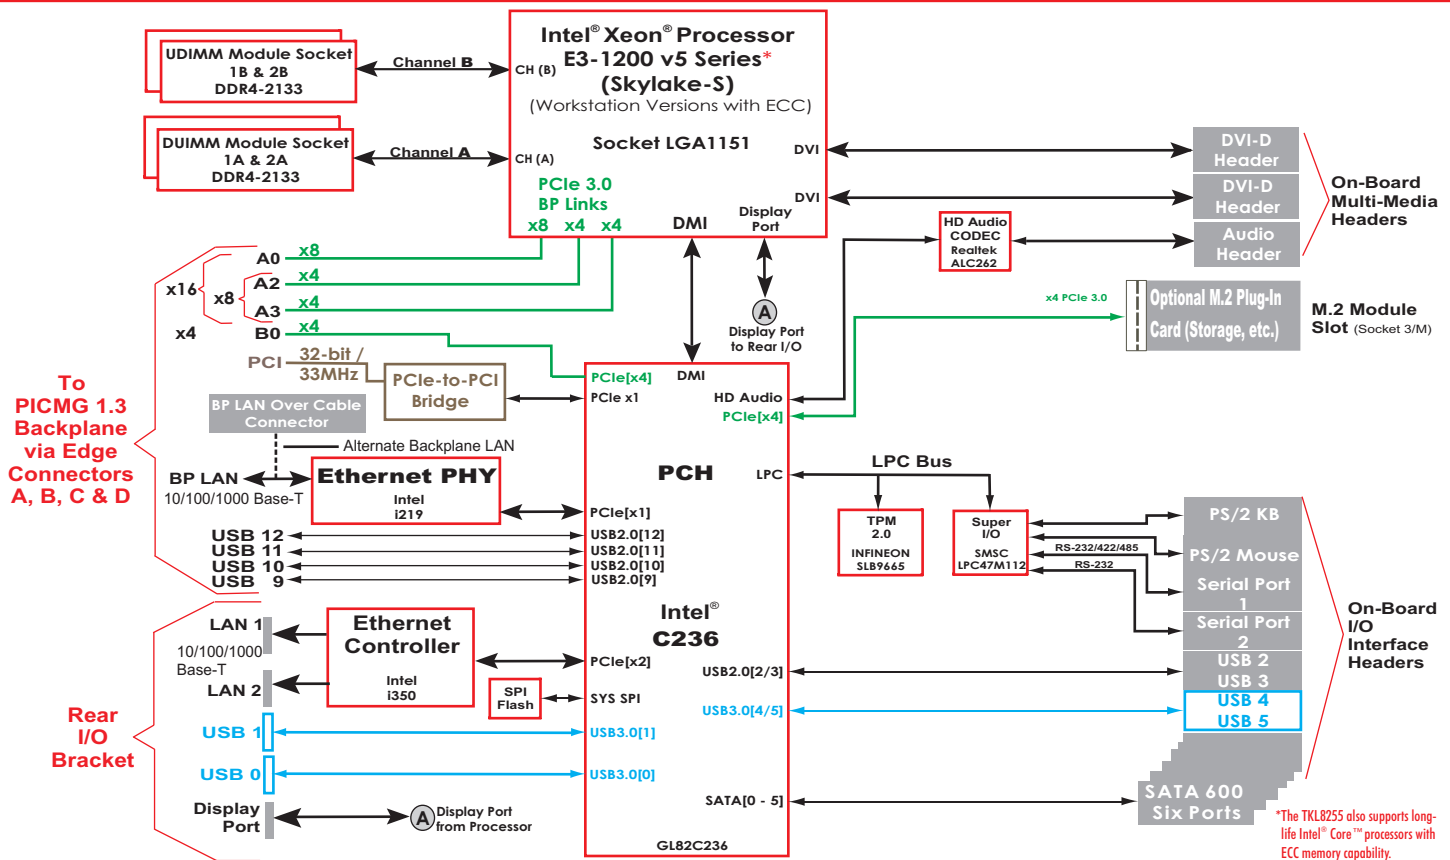 UDIMM Module Socket
1B & 2B
DDR4-2133
Channel B
CH (B)
Intel® Xeon® Processor
E3-1200 v5 Series*
(Skylake-S)
(Workstation Versions with ECC)
Socket LGA1151
DUIMM Module Socket
1A & 2A
DDR4-2133
Channel A
CH (A)
PCIe 3.0
BP Links
x8 x4 x4
DMI
Display
Port
DVI
DVI
DVI-D
Header
DVI-D
Header
Audio
Header
On-Board
Multi-Media
Headers
HD Audio
CODEC
Realtek
ALC262
A0 x8
A2 x4
A3 x4
B0 x4
x16
x8
x4
PCI
32-bit /
33MHz
PCIe-to-PCI
Bridge
A
Display Port
to Rear I/O
x4 PCIe 3.0
Optional M.2 Plug-In
Card (Storage, etc.)
M.2 Module
Slot (Socket 3/M)
To
PICMG 1.3
Backplane
via Edge
Connectors
A, B, C & D
BP LAN Over Cable
Connector
Alternate Backplane LAN
BP LAN
10/100/1000 Base-T
Ethernet PHY
Intel
i219
USB 12
USB 11
USB 10
USB 9
PCIe[x4]
PCIe x1
DMI
HD Audio
PCIe[x4]
PCH
LPC
LPC Bus
PCIe[x1]
USB2.0[12]
USB2.0[11]
USB2.0[10]
USB2.0[9]
Intel®
C236
PCIe[x2]
SYS SPI
USB3.0[1]
USB3.0[0]
USB2.0[2/3]
USB3.0[4/5]
SATA[0 - 5]
GL82C236
TPM
2.0
INFINEON
SLB9665
Super
I/O
SMSC
LPC47M112
RS-232/422/485
RS-232
PS/2 KB
PS/2 Mouse
Serial Port
1
Serial Port
2
USB 2
USB 3
USB 4
USB 5
SATA 600
Six Ports
On-Board
I/O
Interface
Headers
Rear
I/O
Bracket
LAN 1
10/100/1000
Base-T
LAN 2
Ethernet
Controller
Intel
i350
SPI
Flash
USB 1
USB 0
Display
Port
A
Display Port
from Processor
*The TKL8255 also supports long-
life Intel® Core™ processors with
ECC memory capability.